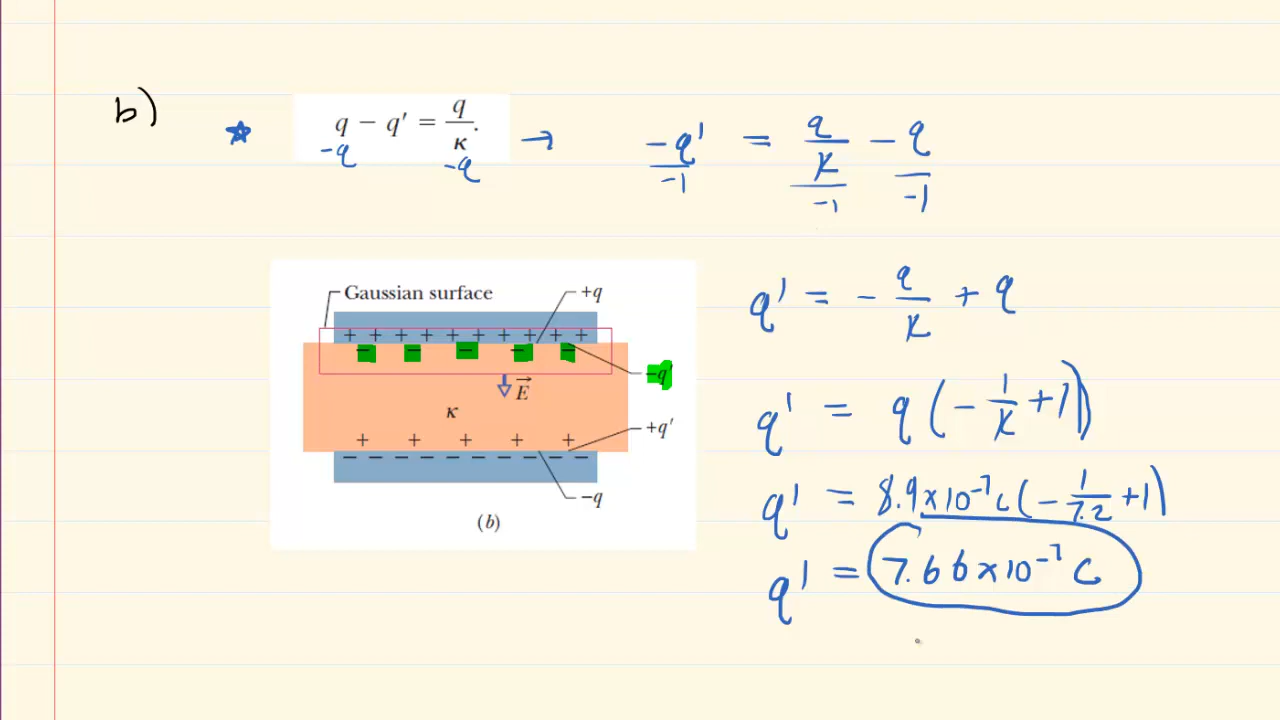 b)
★ q − q′ = q/κ. → −q′/−1 = q/k/−1 − q/−1
−q −q
Gaussian surface
+q
+ + + + + + + + + +
− − − − −
−q′
E⃗
κ
+ + + + +
+q′
− − − − − − − − − −
−q
(b)
q′ = − q/k + q
q′ = q(− 1/k + 1)
q′ = 8.9×10⁻⁷ C(− 1/7.2 + 1)
q′ = 7.66×10⁻⁷ C